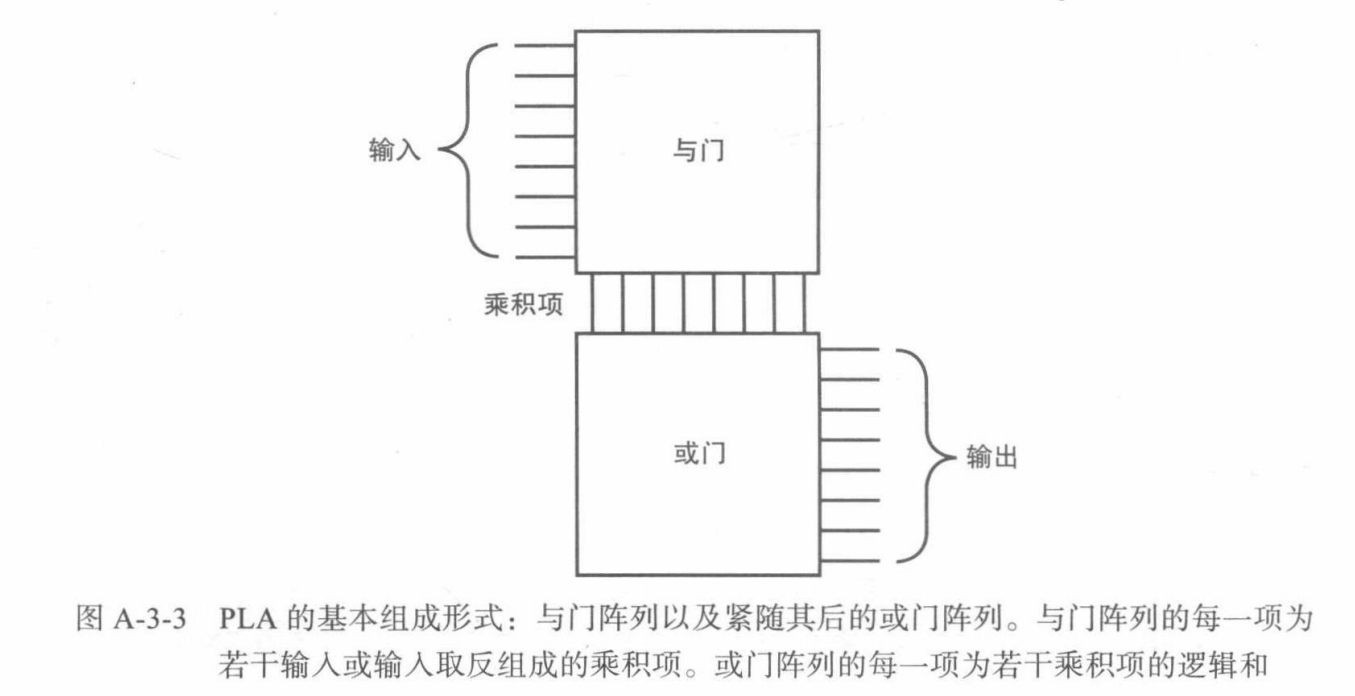 输入
与门
乘积项
或门
输出
图 A-3-3 PLA 的基本组成形式：与门阵列以及紧随其后的或门阵列。与门阵列的每一项为
若干输入或输入取反组成的乘积项。或门阵列的每一项为若干乘积项的逻辑和